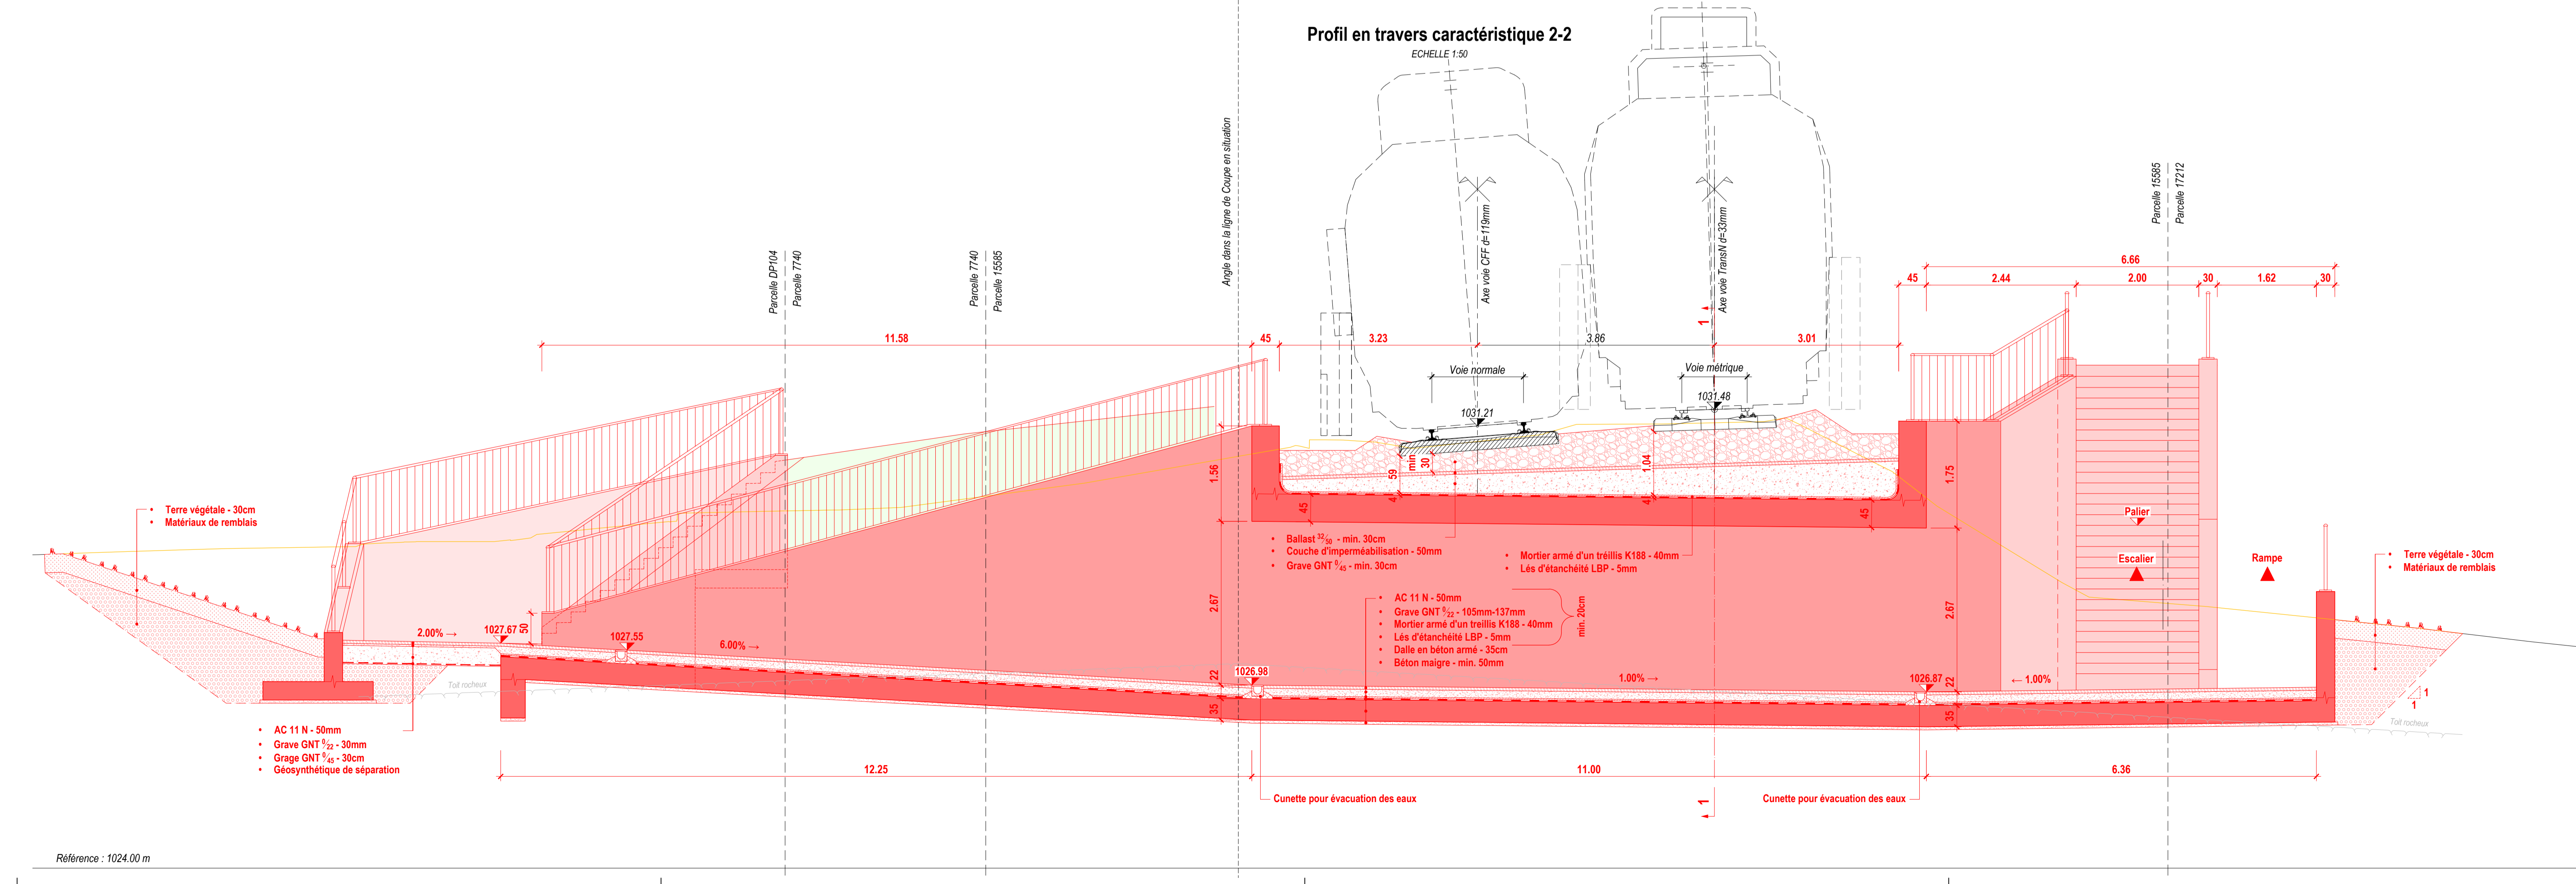 Profil en travers caractéristique 2-2
ECHELLE 1:50
Angle dans la ligne de Coupe en situation
Axe voie CFF d=119mm
Axe voie TransN d=33mm
Parcelle DP104
Parcelle 7740
Parcelle 7740
Parcelle 15585
Parcelle 15585
Parcelle 17212
6.66
45
2.44
2.00
30
1.62
30
11.58
45
3.23
3.86
3.01
1
Voie normale
Voie métrique
1031.21
1031.48
1.56
59
min
30
1.04
4
4
45
45
1.75
• Terre végétale - 30cm
• Matériaux de remblais
Palier
Escalier
Rampe
• Terre végétale - 30cm
• Matériaux de remblais
• Ballast 32/50 - min. 30cm
• Couche d'imperméabilisation - 50mm
• Grave GNT 0/45 - min. 30cm
• Mortier armé d'un tréillis K188 - 40mm
• Lés d'étanchéité LBP - 5mm
• AC 11 N - 50mm
• Grave GNT 0/22 - 105mm-137mm
• Mortier armé d'un treillis K188 - 40mm
• Lés d'étanchéité LBP - 5mm
• Dalle en béton armé - 35cm
• Béton maigre - min. 50mm
min. 20cm
2.67
2.67
2.00% →
1027.67
50
1027.55
6.00% →
1026.98
1.00% →
1026.87
← 1.00%
22
35
22
35
1
1
Toit rocheux
Toit rocheux
• AC 11 N - 50mm
• Grave GNT 0/22 - 30mm
• Grage GNT 0/45 - 30cm
• Géosynthétique de séparation
12.25
11.00
6.36
Cunette pour évacuation des eaux
Cunette pour évacuation des eaux
1
Référence : 1024.00 m